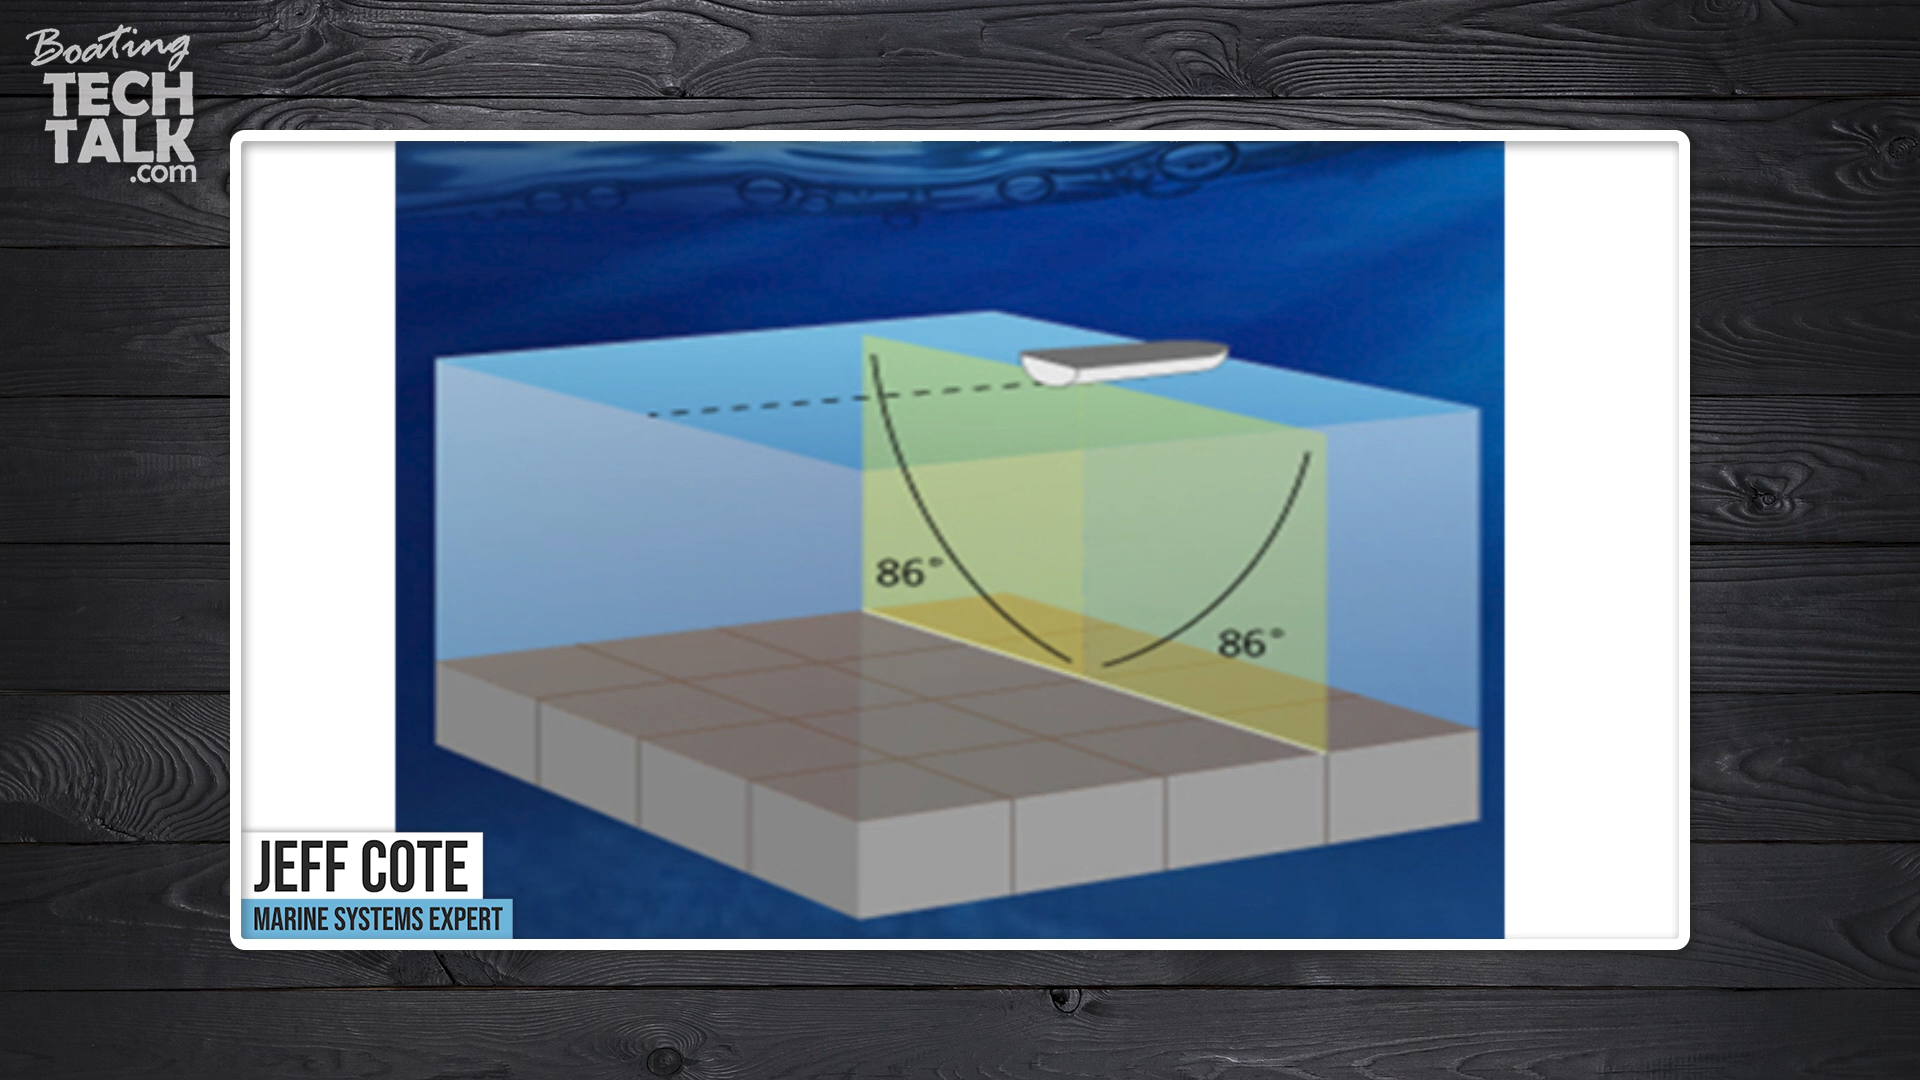 Boating
TECH
TALK
.com
86°
86°
JEFF COTE
MARINE SYSTEMS EXPERT